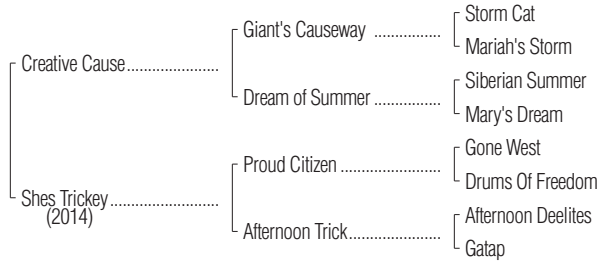 Storm Cat
Giant's Causeway ................
Mariah's Storm
Creative Cause......................
Siberian Summer
Dream of Summer ................
Mary's Dream
Gone West
Proud Citizen ........................
Drums Of Freedom
Shes Trickey..........................
(2014)
Afternoon Deelites
Afternoon Trick......................
Gatap